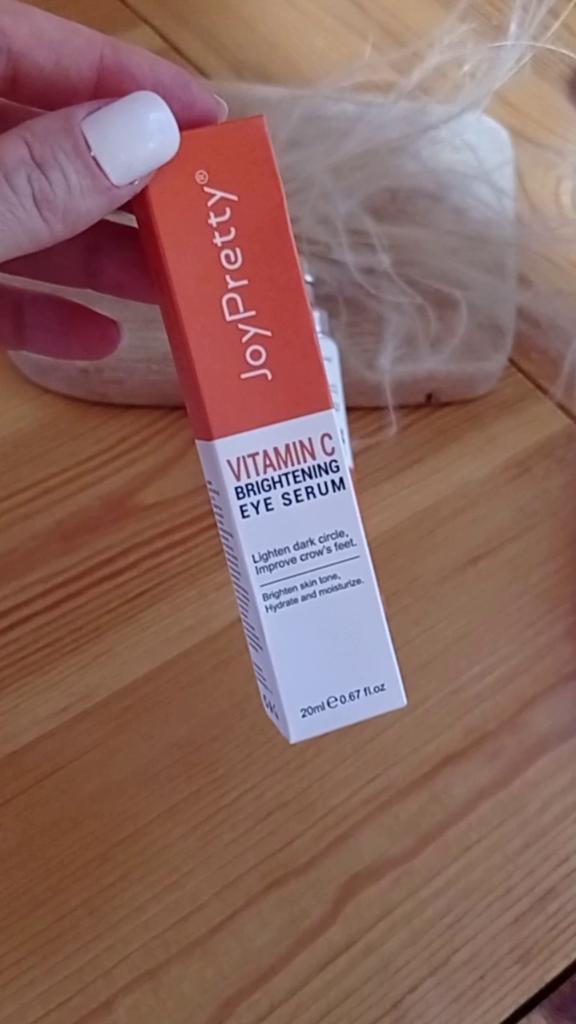 JoyPretty®
VITAMIN C
BRIGHTENING
EYE SERUM
Lighten dark circle,
Improve crow's feet.
Brighten skin tone,
Hydrate and moisturize.
20ml ℮ 0.67 fl.oz